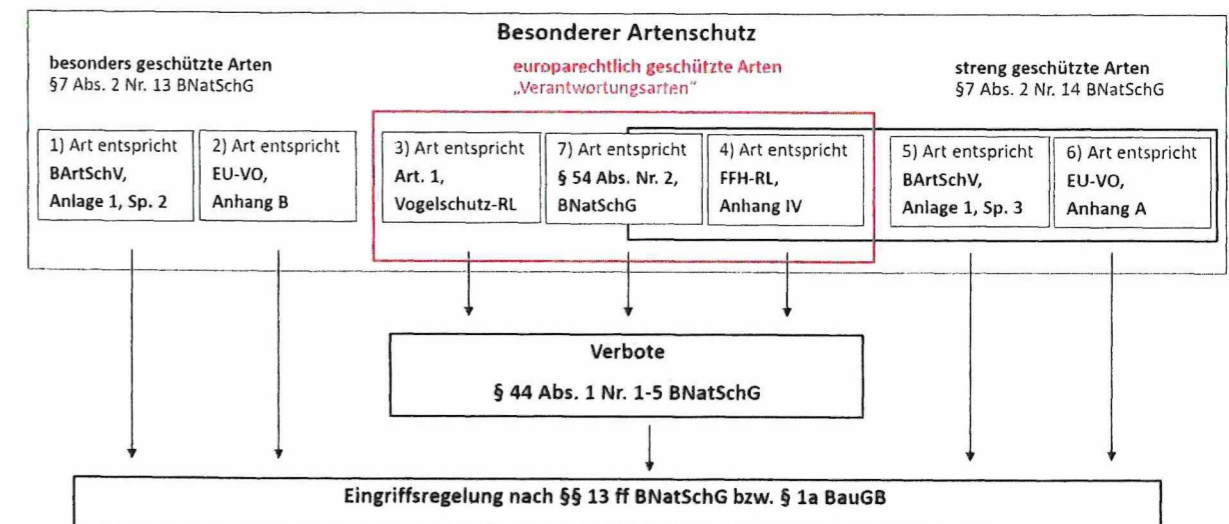 Besonderer Artenschutz
besonders geschützte Arten
§7 Abs. 2 Nr. 13 BNatSchG
europarechtlich geschützte Arten
„Verantwortungsarten"
streng geschützte Arten
§7 Abs. 2 Nr. 14 BNatSchG
1) Art entspricht
BArtSchV,
Anlage 1, Sp. 2
2) Art entspricht
EU-VO,
Anhang B
3) Art entspricht
Art. 1,
Vogelschutz-RL
7) Art entspricht
§ 54 Abs. Nr. 2,
BNatSchG
4) Art entspricht
FFH-RL,
Anhang IV
5) Art entspricht
BArtSchV,
Anlage 1, Sp. 3
6) Art entspricht
EU-VO,
Anhang A
Verbote
§ 44 Abs. 1 Nr. 1-5 BNatSchG
Eingriffsregelung nach §§ 13 ff BNatSchG bzw. § 1a BauGB